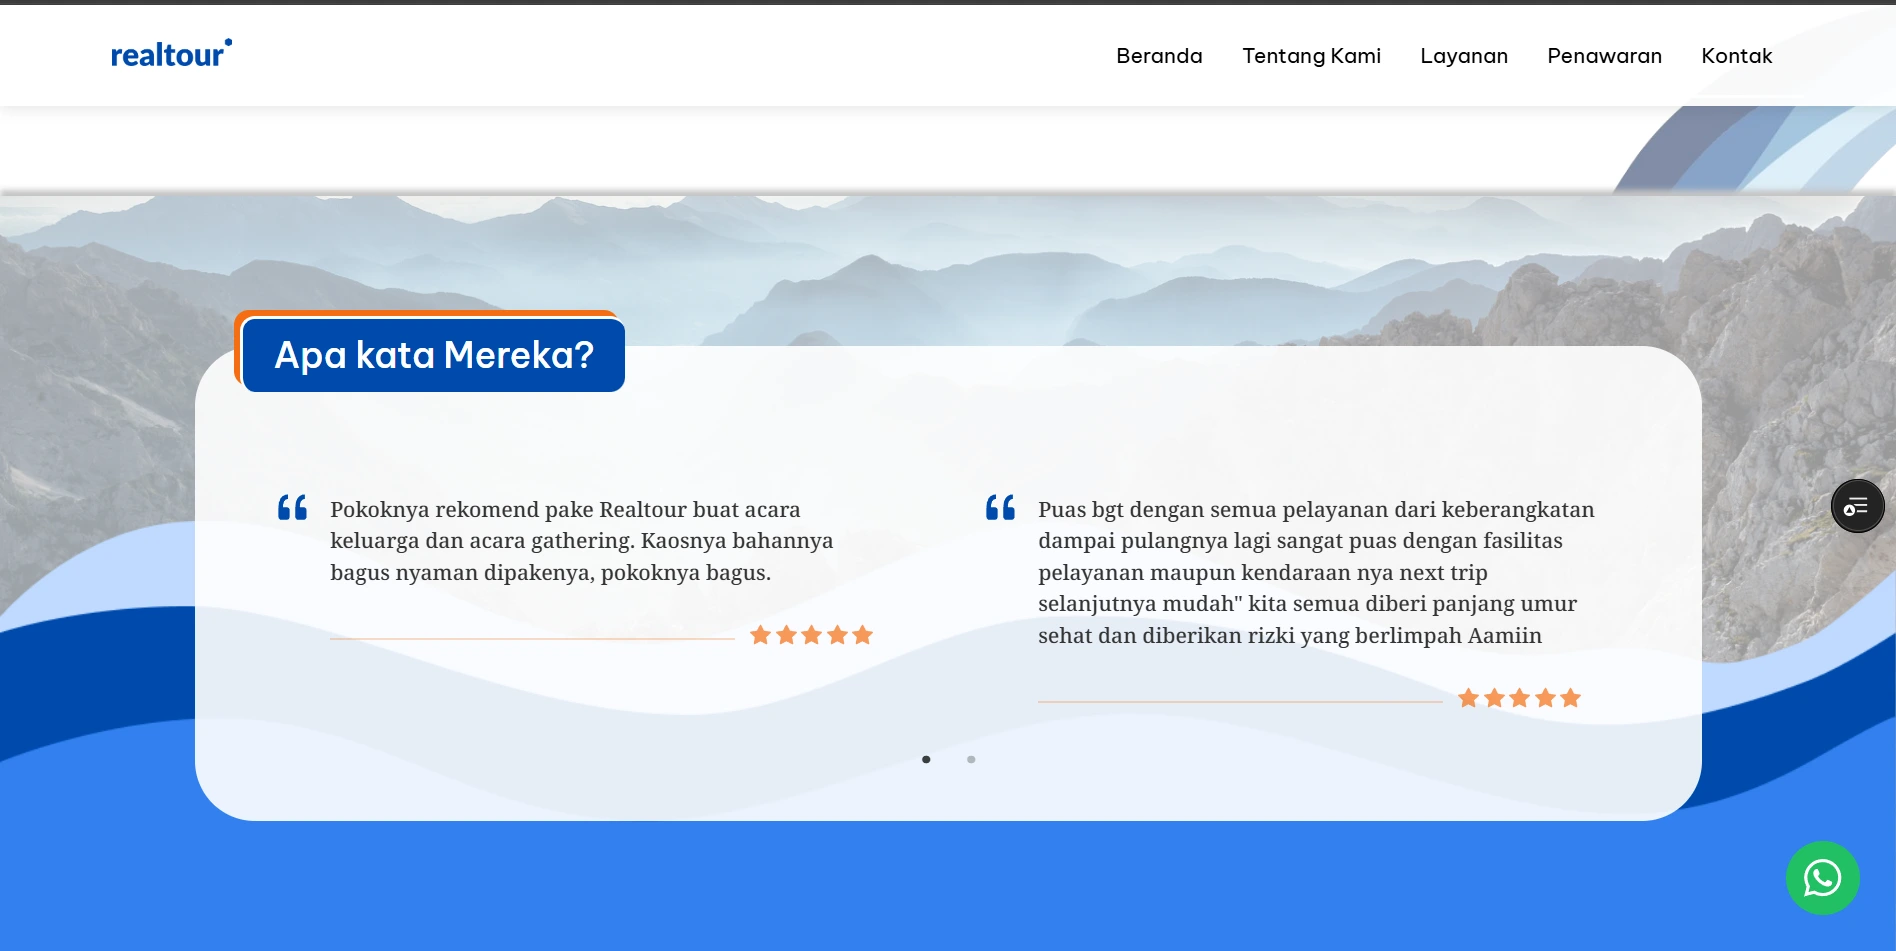 realtour
Beranda Tentang Kami Layanan Penawaran Kontak
Apa kata Mereka?
Pokoknya rekomend pake Realtour buat acara
keluarga dan acara gathering. Kaosnya bahannya
bagus nyaman dipakenya, pokoknya bagus.
Puas bgt dengan semua pelayanan dari keberangkatan
dampai pulangnya lagi sangat puas dengan fasilitas
pelayanan maupun kendaraan nya next trip
selanjutnya mudah" kita semua diberi panjang umur
sehat dan diberikan rizki yang berlimpah Aamiin